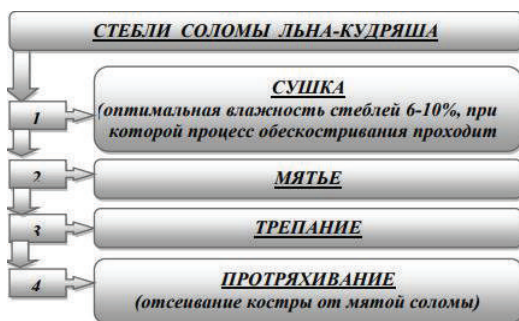 СТЕБЛИ СОЛОМЫ ЛЬНА-КУДРЯША
1
СУШКА
(оптимальная влажность стеблей 6-10%, при
которой процесс обескостривания проходит
2
МЯТЬЕ
3
ТРЕПАНИЕ
4
ПРОТРЯХИВАНИЕ
(отсеивание костры от мятой соломы)